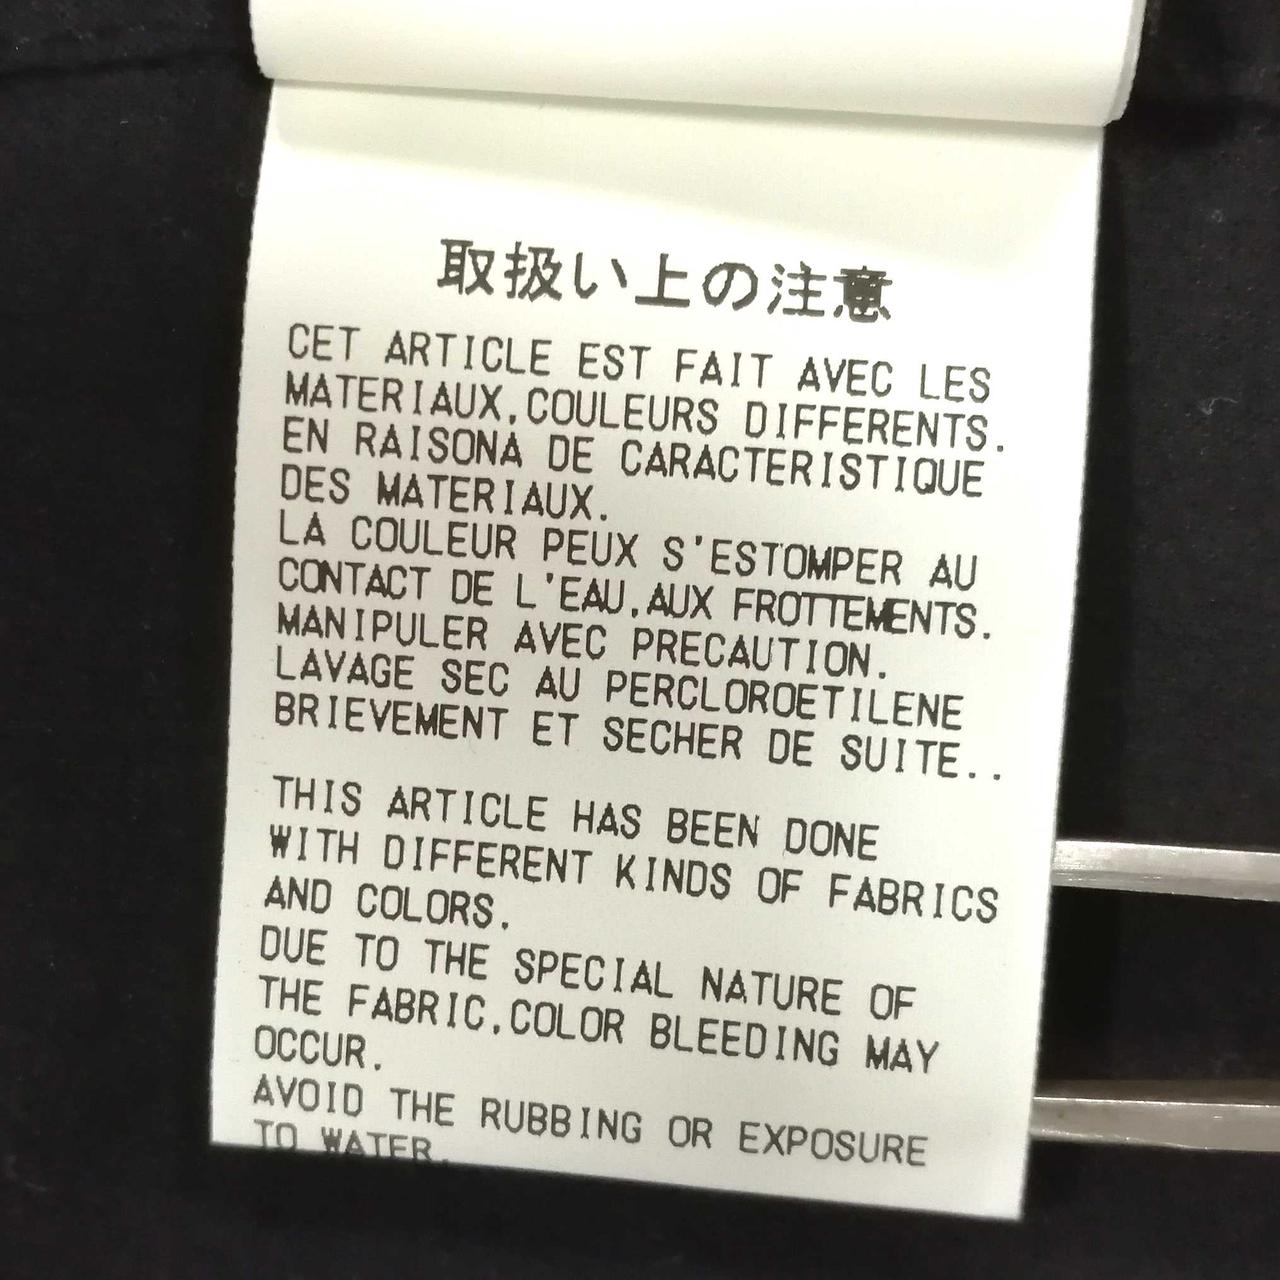 取扱い上の注意
CET ARTICLE EST FAIT AVEC LES
MATERIAUX,COULEURS DIFFERENTS.
EN RAISONA DE CARACTERISTIQUE
DES MATERIAUX.
LA COULEUR PEUX S'ESTOMPER AU
CONTACT DE L'EAU,AUX FROTTEMENTS.
MANIPULER AVEC PRECAUTION.
LAVAGE SEC AU PERCLOROETILENE
BRIEVEMENT ET SECHER DE SUITE..
THIS ARTICLE HAS BEEN DONE
WITH DIFFERENT KINDS OF FABRICS
AND COLORS.
DUE TO THE SPECIAL NATURE OF
THE FABRIC,COLOR BLEEDING MAY
OCCUR.
AVOID THE RUBBING OR EXPOSURE
TO WATER.